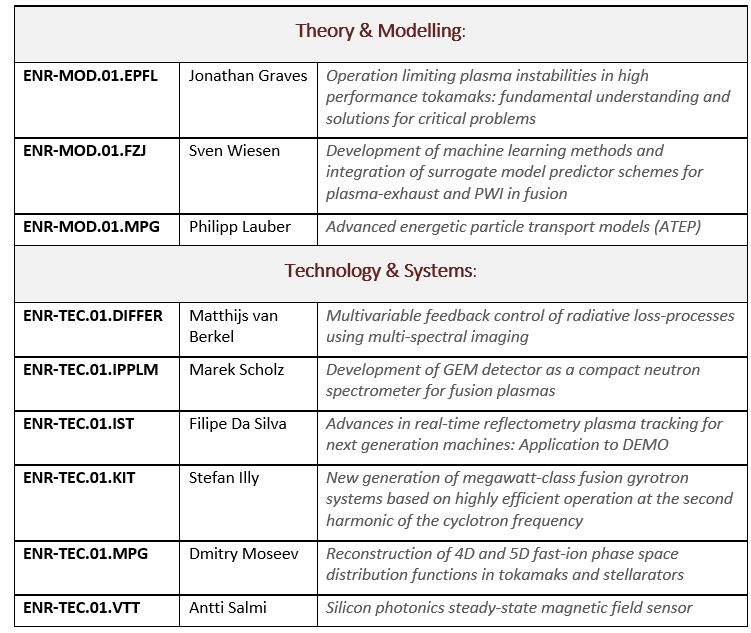 Theory & Modelling:
ENR-MOD.01.EPFL
Jonathan Graves
Operation limiting plasma instabilities in high
performance tokamaks: fundamental understanding and
solutions for critical problems
ENR-MOD.01.FZJ
Sven Wiesen
Development of machine learning methods and
integration of surrogate model predictor schemes for
plasma-exhaust and PWI in fusion
ENR-MOD.01.MPG
Philipp Lauber
Advanced energetic particle transport models (ATEP)
Technology & Systems:
ENR-TEC.01.DIFFER
Matthijs van
Berkel
Multivariable feedback control of radiative loss-processes
using multi-spectral imaging
ENR-TEC.01.IPPLM
Marek Scholz
Development of GEM detector as a compact neutron
spectrometer for fusion plasmas
ENR-TEC.01.IST
Filipe Da Silva
Advances in real-time reflectometry plasma tracking for
next generation machines: Application to DEMO
ENR-TEC.01.KIT
Stefan Illy
New generation of megawatt-class fusion gyrotron
systems based on highly efficient operation at the second
harmonic of the cyclotron frequency
ENR-TEC.01.MPG
Dmitry Moseev
Reconstruction of 4D and 5D fast-ion phase space
distribution functions in tokamaks and stellarators
ENR-TEC.01.VTT
Antti Salmi
Silicon photonics steady-state magnetic field sensor